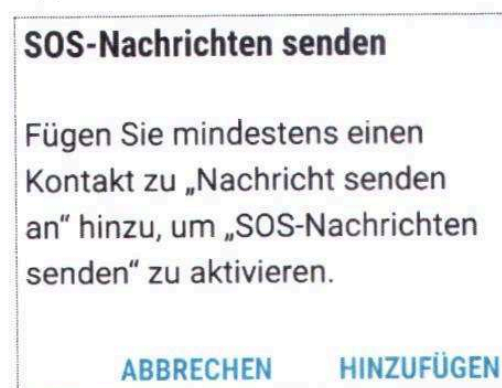 SOS-Nachrichten senden
Fügen Sie mindestens einen
Kontakt zu „Nachricht senden
an“ hinzu, um „SOS-Nachrichten
senden“ zu aktivieren.
ABBRECHEN HINZUFÜGEN